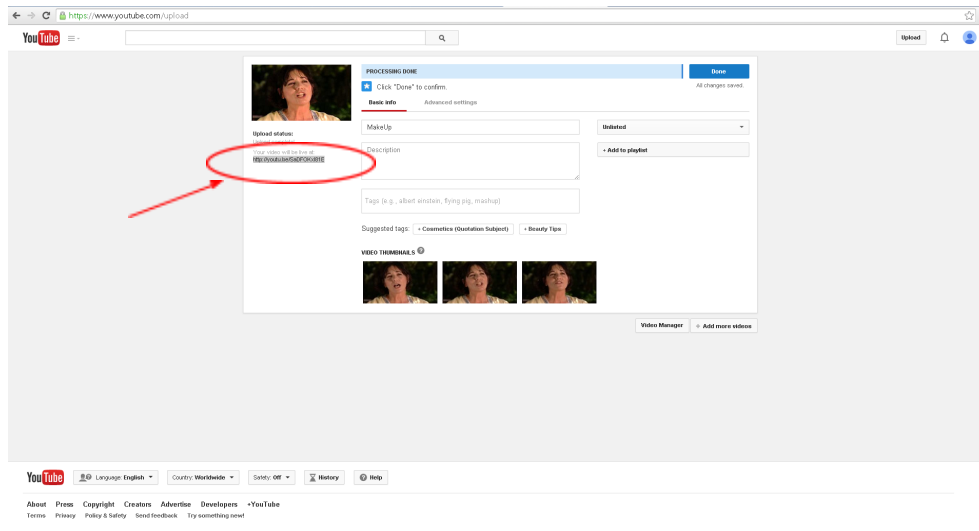 https://www.youtube.com/upload
YouTube
Upload
PROCESSING DONE
Done
Click "Done" to confirm.
All changes saved.
Basic info Advanced settings
Upload status:
MakeUp
Unlisted
Your video will be live at:
Description
+ Add to playlist
Tags (e.g., albert einstein, flying pig, mashup)
Suggested tags: + Cosmetics (Quotation Subject) + Beauty Tips
VIDEO THUMBNAILS ?
Video Manager + Add more videos
YouTube Language: English Country: Worldwide Safety: Off History Help
About Press Copyright Creators Advertise Developers +YouTube
Terms Privacy Policy & Safety Send feedback Try something new!